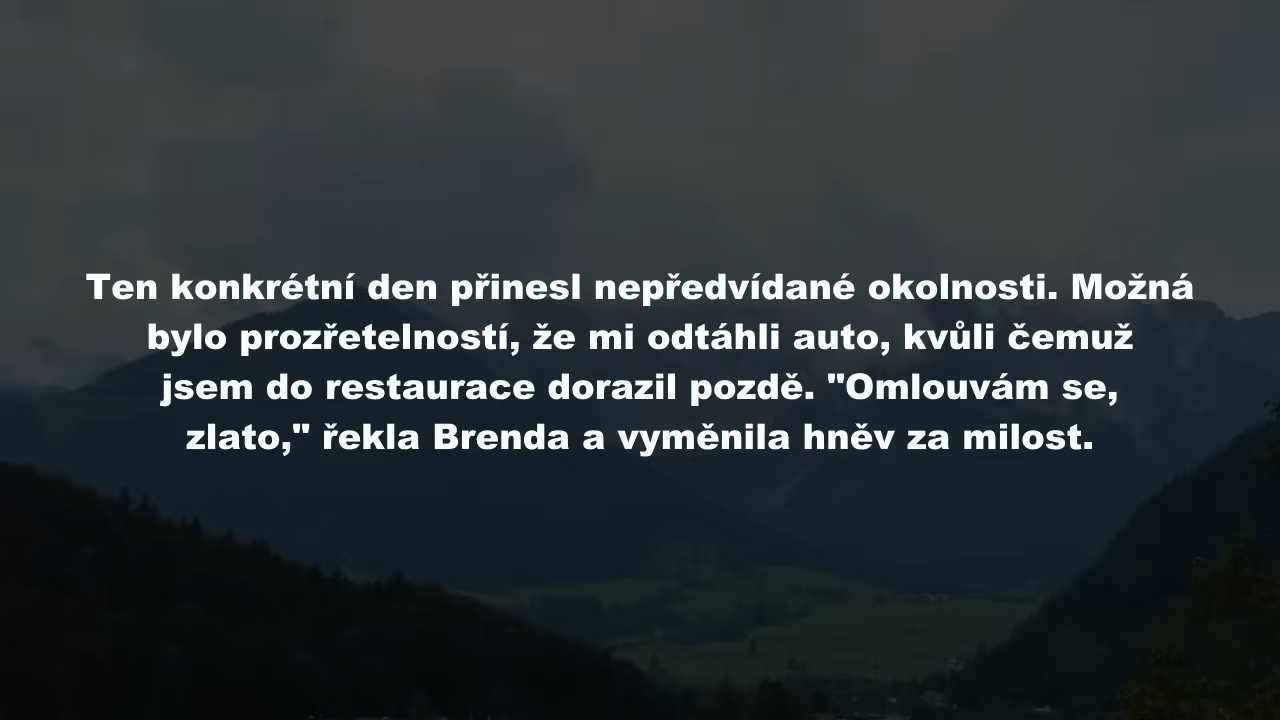 Ten konkrétní den přinesl nepředvídané okolnosti. Možná
bylo prozřetelností, že mi odtáhli auto, kvůli čemuž
jsem do restaurace dorazil pozdě. "Omlouvám se,
zlato," řekla Brenda a vyměnila hněv za milost.